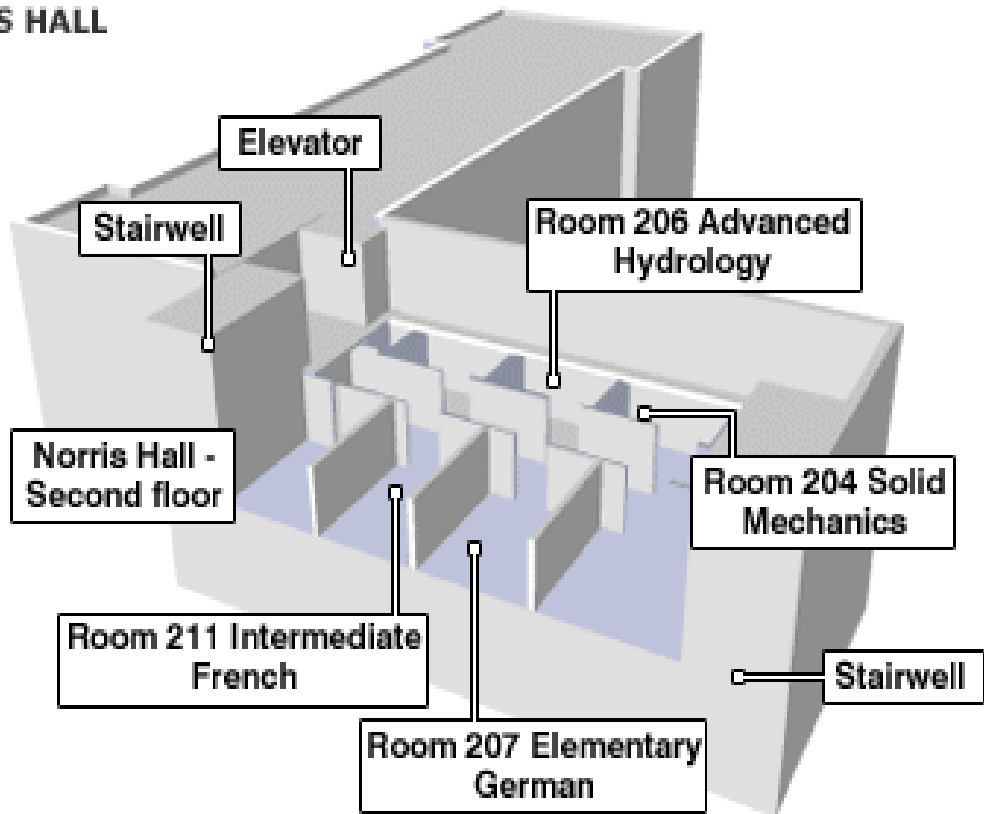 S HALL
Elevator
Stairwell
Room 206 Advanced
Hydrology
Norris Hall -
Second floor
Room 204 Solid
Mechanics
Room 211 Intermediate
French
Stairwell
Room 207 Elementary
German